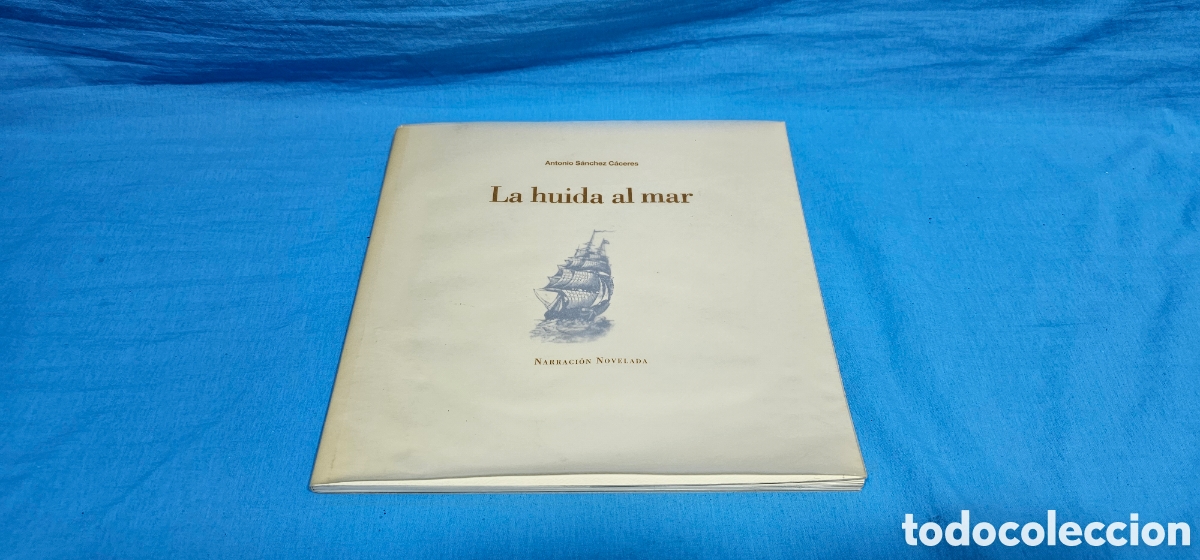 Antonio Sánchez Cáceres
La huida al mar
Narración Novelada
todocoleccion